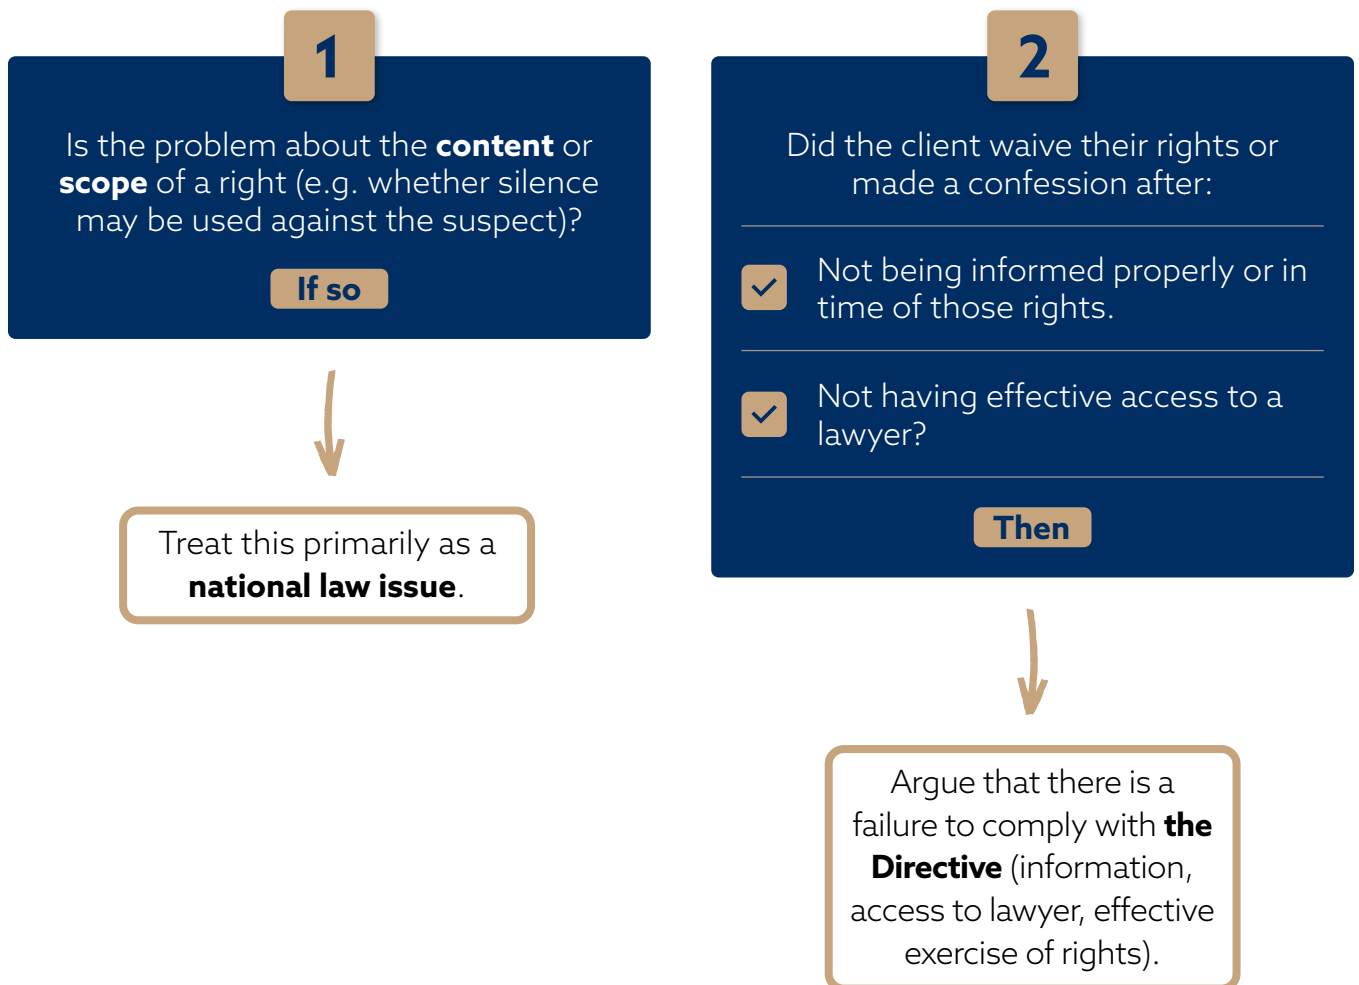 1
Is the problem about the content or
scope of a right (e.g. whether silence
may be used against the suspect)?
If so
Treat this primarily as a
national law issue.
2
Did the client waive their rights or
made a confession after:
Not being informed properly or in
time of those rights.
Not having effective access to a
lawyer?
Then
Argue that there is a
failure to comply with the
Directive (information,
access to lawyer, effective
exercise of rights).